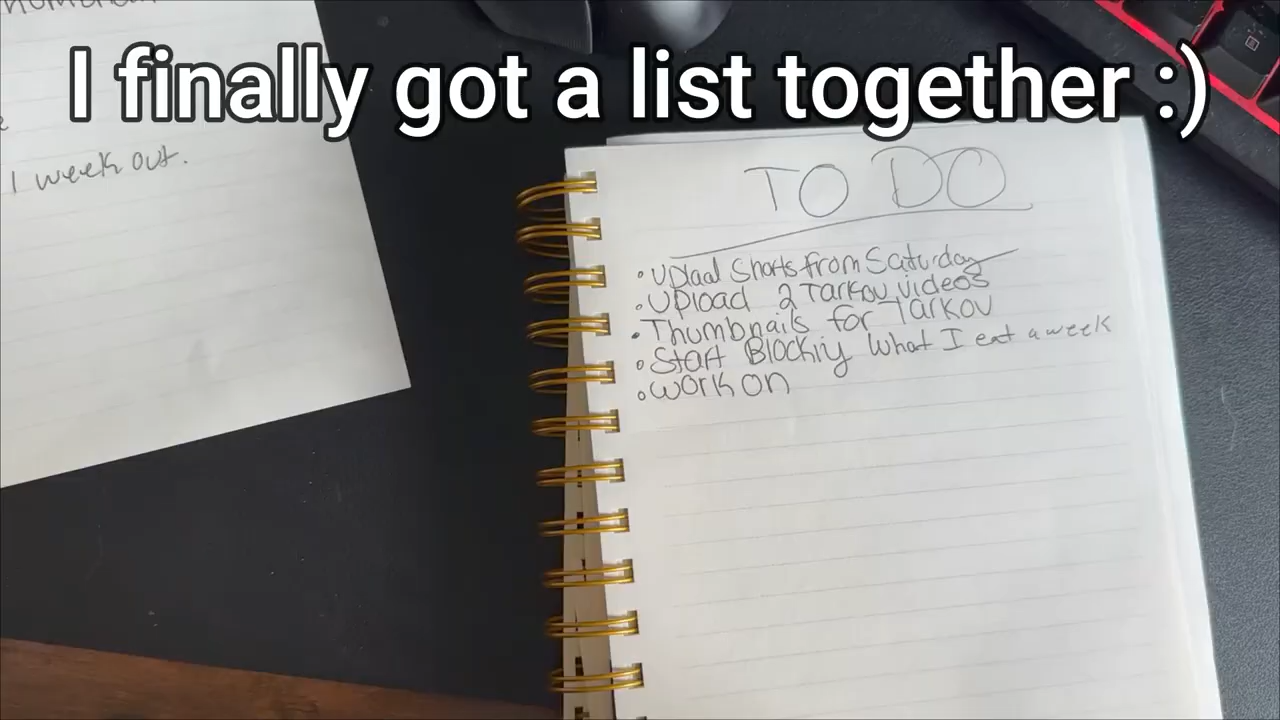 I finally got a list together :)
1 week out.
TO DO
• Upload Shorts from Saturday
• Upload 2 Tarkov videos
• Thumbnails for Tarkov
• Start Blocking What I eat a week
• work on